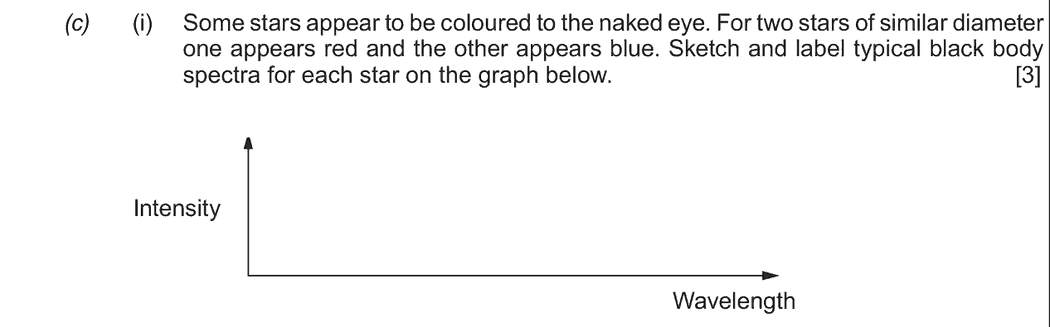 (c) (i) Some stars appear to be coloured to the naked eye. For two stars of similar diameter
one appears red and the other appears blue. Sketch and label typical black body
spectra for each star on the graph below. [3]
Intensity
Wavelength